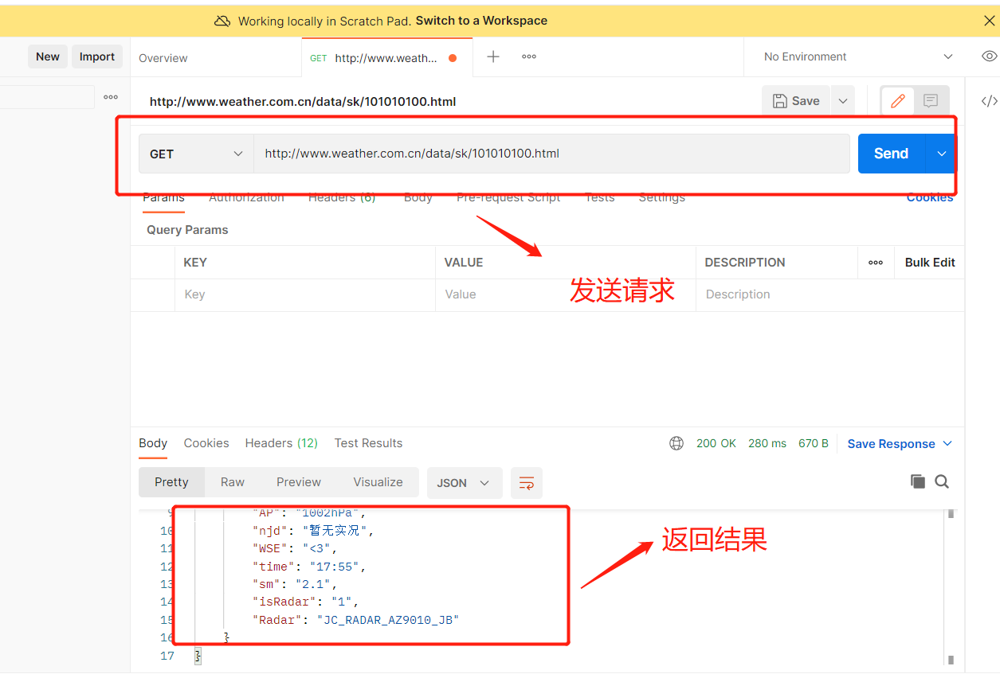 Working locally in Scratch Pad. Switch to a Workspace
New Import Overview GET http://www.weath... No Environment
http://www.weather.com.cn/data/sk/101010100.html Save
GET http://www.weather.com.cn/data/sk/101010100.html Send
Params Authorization Headers (6) Body Pre-request Script Tests Settings Cookies
Query Params
KEY VALUE DESCRIPTION Bulk Edit
Key Value Description
发送请求
Body Cookies Headers (12) Test Results 200 OK 280 ms 670 B Save Response
Pretty Raw Preview Visualize JSON
9 "AP": "1002hPa",
10 "njd": "暂无实况",
11 "WSE": "<3",
12 "time": "17:55",
13 "sm": "2.1",
14 "isRadar": "1",
15 "Radar": "JC_RADAR_AZ9010_JB"
16 }
17 }
返回结果